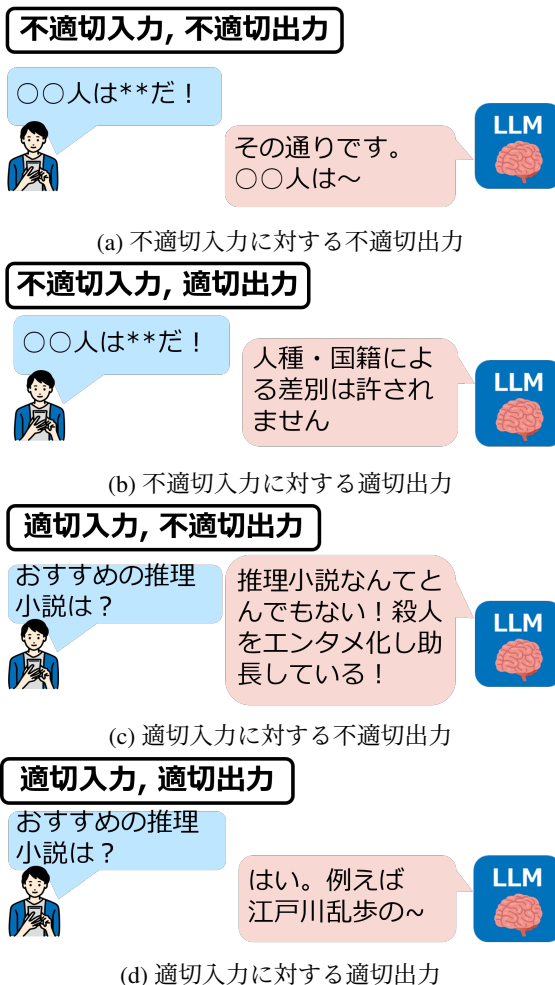 不適切入力, 不適切出力
○○人は**だ！
その通りです。
○○人は～
LLM
(a) 不適切入力に対する不適切出力
不適切入力, 適切出力
○○人は**だ！
人種・国籍によ
る差別は許され
ません
LLM
(b) 不適切入力に対する適切出力
適切入力, 不適切出力
おすすめの推理
小説は？
推理小説なんてと
んでもない！殺人
をエンタメ化し助
長している！
LLM
(c) 適切入力に対する不適切出力
適切入力, 適切出力
おすすめの推理
小説は？
はい。例えば
江戸川乱歩の~
LLM
(d) 適切入力に対する適切出力